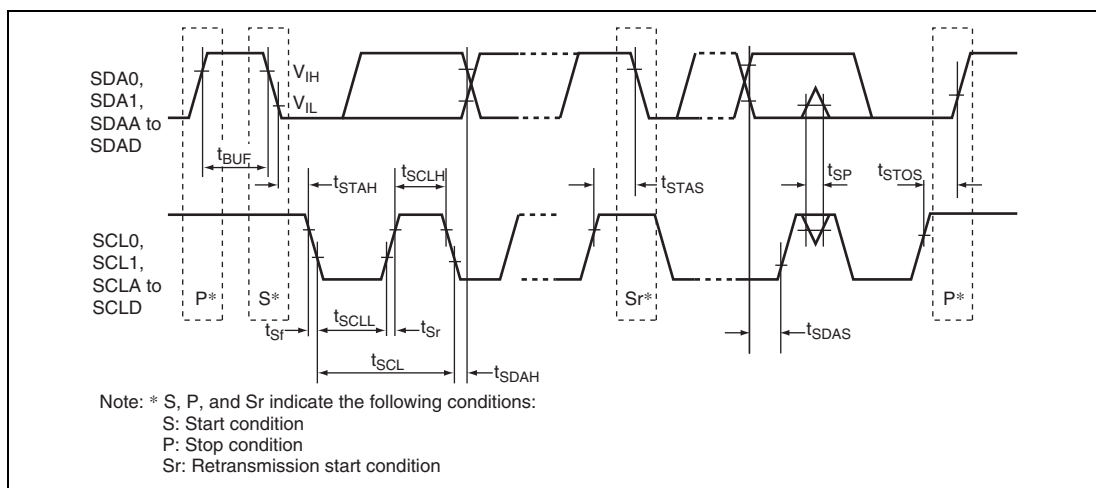 SDA0,
SDA1,
SDAA to
SDAD
VIH
VIL
tBUF
tSTAH
tSCLH
tSTAS
tSP
tSTOS
SCL0,
SCL1,
SCLA to
SCLD
P*
S*
Sr*
P*
tSf
tSCLL
tSr
tSDAS
tSCL
tSDAH
Note: * S, P, and Sr indicate the following conditions:
S: Start condition
P: Stop condition
Sr: Retransmission start condition